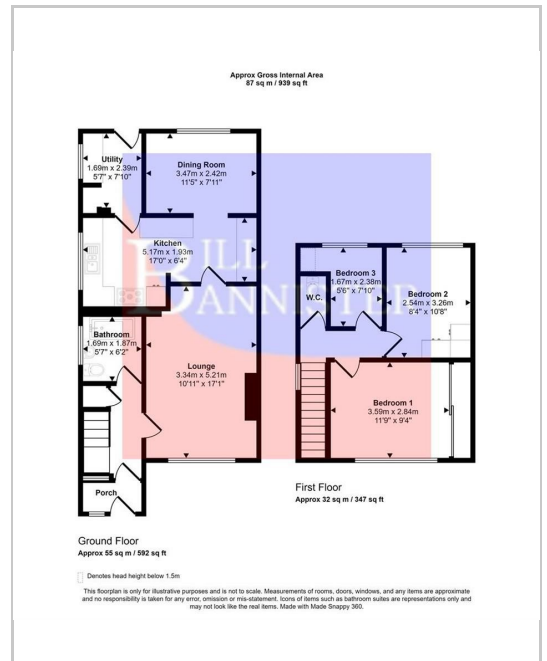 Approx Gross Internal Area
87 sq m / 939 sq ft
Utility
1.69m x 2.39m
5'7" x 7'10"
Dining Room
3.47m x 2.42m
11'5" x 7'11"
Kitchen
5.17m x 1.93m
17'0" x 6'4"
BILL
BANNISTER
Bathroom
1.69m x 1.87m
5'7" x 6'2"
Lounge
3.34m x 5.21m
10'11" x 17'1"
Porch
W.C.
Bedroom 3
1.67m x 2.38m
5'6" x 7'10"
Bedroom 2
2.54m x 3.26m
8'4" x 10'8"
Bedroom 1
3.59m x 2.84m
11'9" x 9'4"
First Floor
Approx 32 sq m / 347 sq ft
Ground Floor
Approx 55 sq m / 592 sq ft
Denotes head height below 1.5m
This floorplan is only for illustrative purposes and is not to scale. Measurements of rooms, doors, windows, and any items are approximate
and no responsibility is taken for any error, omission or mis-statement. Icons of items such as bathroom suites are representations only and
may not look like the real items. Made with Made Snappy 360.